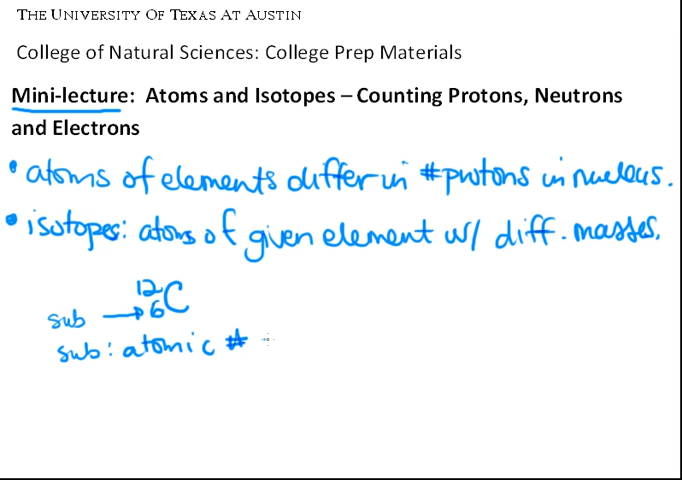 THE UNIVERSITY OF TEXAS AT AUSTIN
College of Natural Sciences: College Prep Materials
Mini-lecture: Atoms and Isotopes – Counting Protons, Neutrons
and Electrons
• atoms of elements differ in # protons in nucleus.
• isotopes: atoms of given element w/ diff. masses.
12
C
sub → 6
sub: atomic #